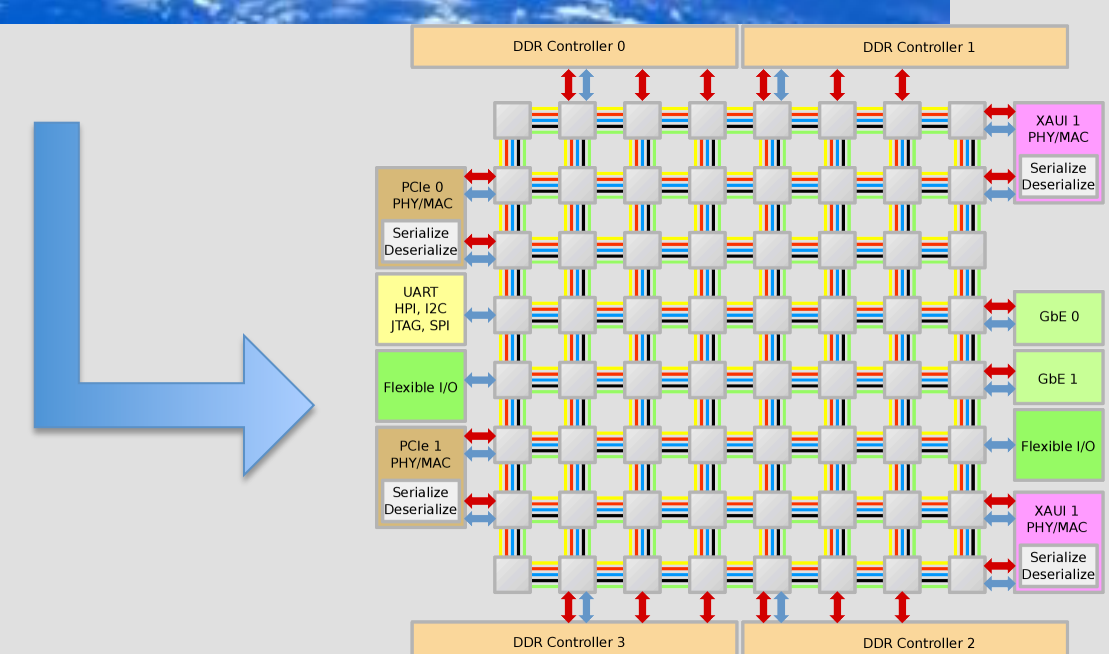 DDR Controller 0
DDR Controller 1
XAUI 1
PHY/MAC
Serialize
Deserialize
PCIe 0
PHY/MAC
Serialize
Deserialize
UART
HPI, I2C
JTAG, SPI
GbE 0
Flexible I/O
GbE 1
PCIe 1
PHY/MAC
Serialize
Deserialize
Flexible I/O
XAUI 1
PHY/MAC
Serialize
Deserialize
DDR Controller 3
DDR Controller 2